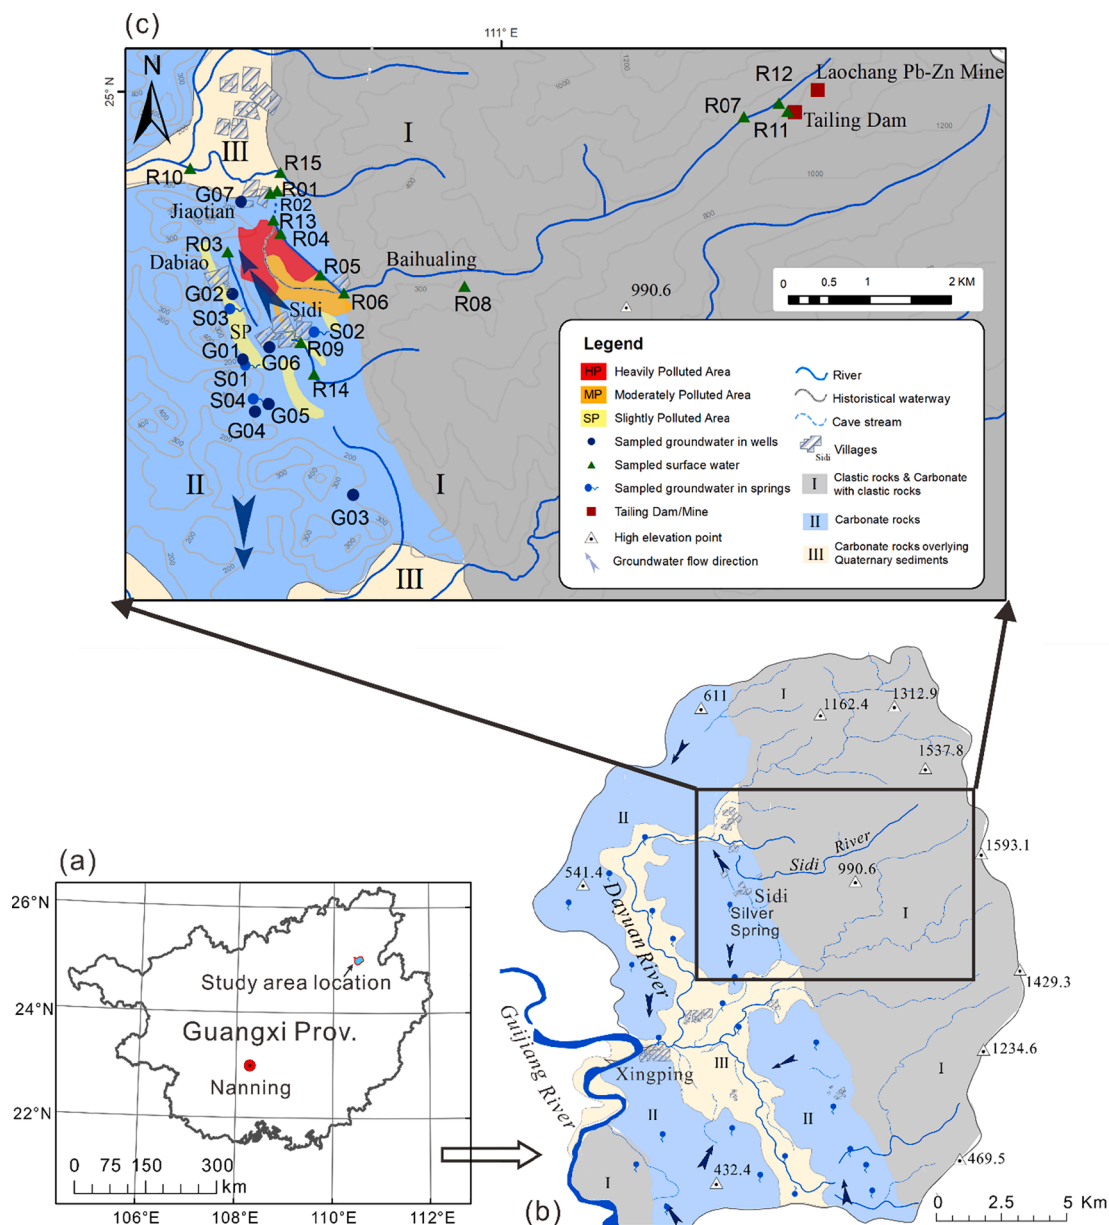 (c)
111° E
N
25° N
1200
1000
R12
Laochang Pb-Zn Mine
R07
R11
Tailing Dam
1200
1000
800
I
III
400
R10
R15
G07
R01
R02
Jiaotian
R13
R04
R03
Dabiao
R05
Baihualing
R06
300
R08
990.6
0 0.5 1 2 KM
G02
S03
Sidi
SP
S02
R09
G01
G06
S01
R14
S04
G05
G04
II
I
G03
III
Legend
HP Heavily Polluted Area
MP Moderately Polluted Area
SP Slightly Polluted Area
Sampled groundwater in wells
Sampled surface water
Sampled groundwater in springs
Tailing Dam/Mine
High elevation point
Groundwater flow direction
River
Historistical waterway
Cave stream
Sidi Villages
I Clastic rocks & Carbonate
with clastic rocks
II Carbonate rocks
III Carbonate rocks overlying
Quaternary sediments
611
I
1162.4
1312.9
1537.8
II
Sidi River
1593.1
541.4
990.6
Sidi
Silver
Spring
I
Dayuan River
1429.3
Guijiang River
1234.6
Xingping
III
I
II
II
432.4
469.5
I
(b)
0 2.5 5 Km
(a)
26°N
24°N
22°N
Study area location
Guangxi Prov.
Nanning
0 75 150 300
km
106°E
108°E
110°E
112°E